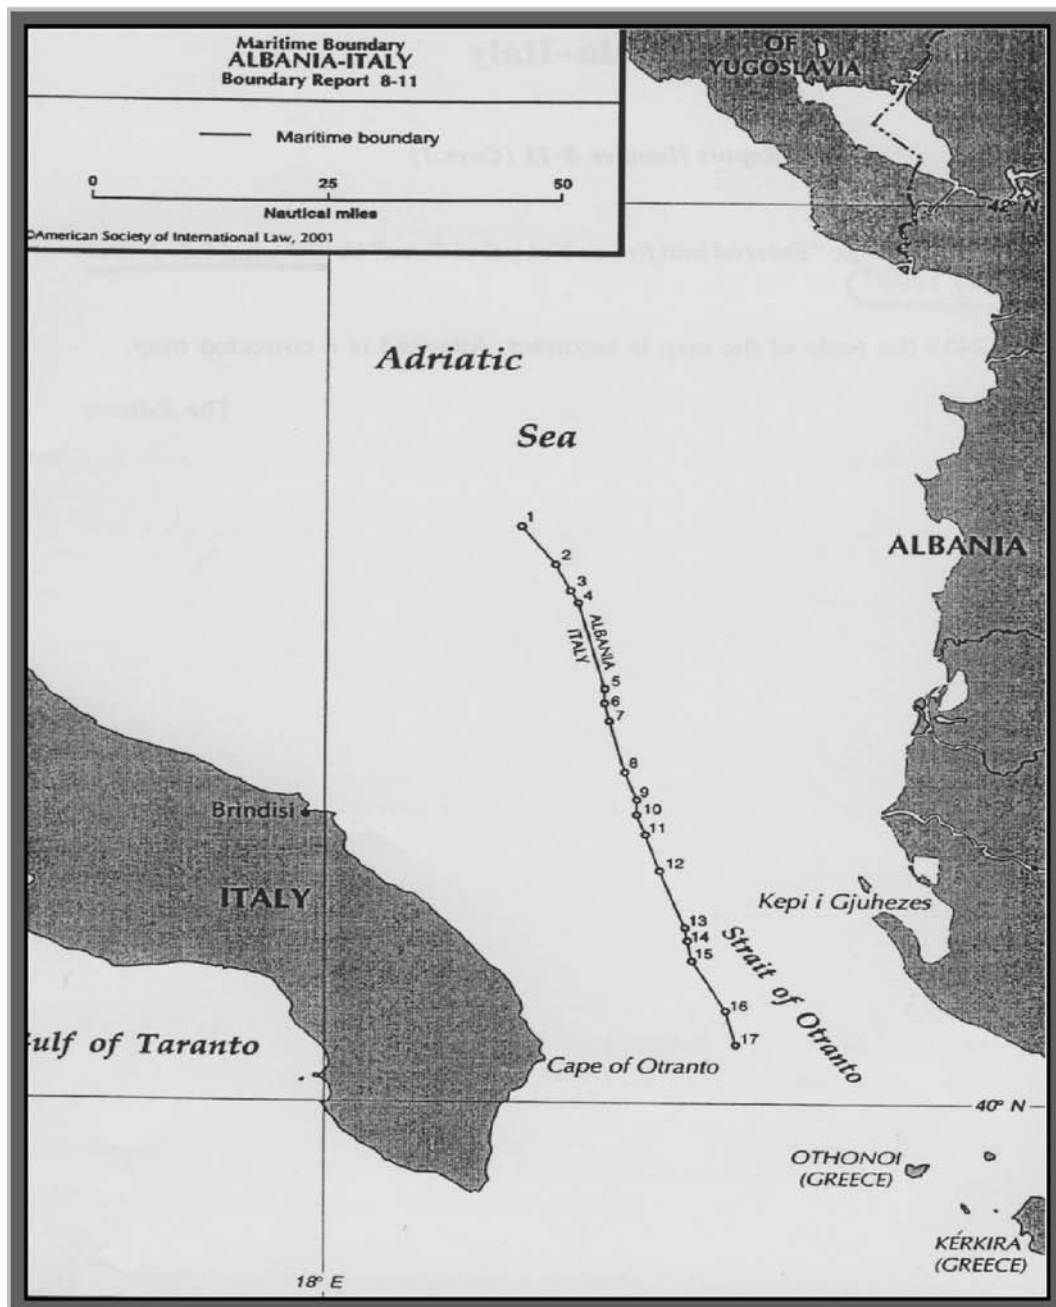 Maritime Boundary
ALBANIA-ITALY
Boundary Report 8-11
Maritime boundary
0 25 50
Nautical miles
©American Society of International Law, 2001
OF
YUGOSLAVIA
42° N
Adriatic
Sea
1
2
3
4
ALBANIA
ITALY
ALBANIA
5
6
7
8
9
10
11
12
13
14
15
16
17
Brindisi
ITALY
Kepi i Gjuhezes
Strait of Otranto
ulf of Taranto
Cape of Otranto
40° N
OTHONOI
(GREECE)
KÉRKIRA
(GREECE)
18° E